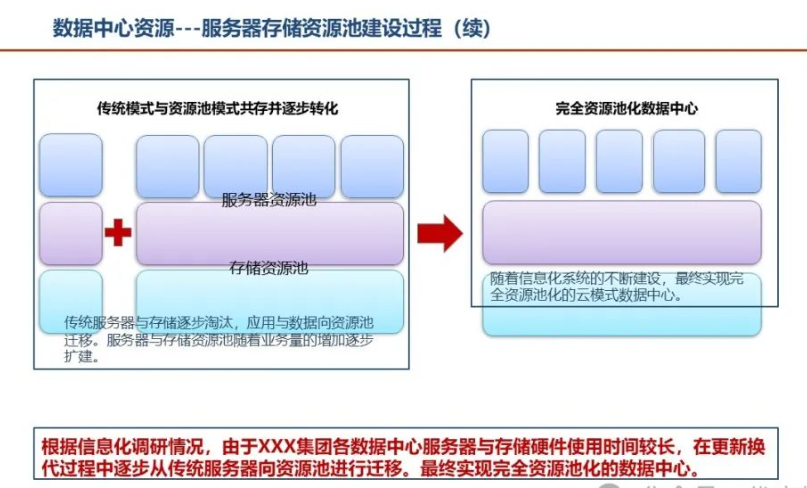 数据中心资源---服务器存储资源池建设过程（续）
传统模式与资源池模式共存并逐步转化
服务器资源池
存储资源池
传统服务器与存储逐步淘汰，应用与数据向资源池
迁移。服务器与存储资源池随着业务量的增加逐步
扩建。
完全资源池化数据中心
随着信息化系统的不断建设，最终实现完
全资源池化的云模式数据中心。
根据信息化调研情况，由于XXX集团各数据中心服务器与存储硬件使用时间较长，在更新换
代过程中逐步从传统服务器向资源池进行迁移。最终实现完全资源池化的数据中心。